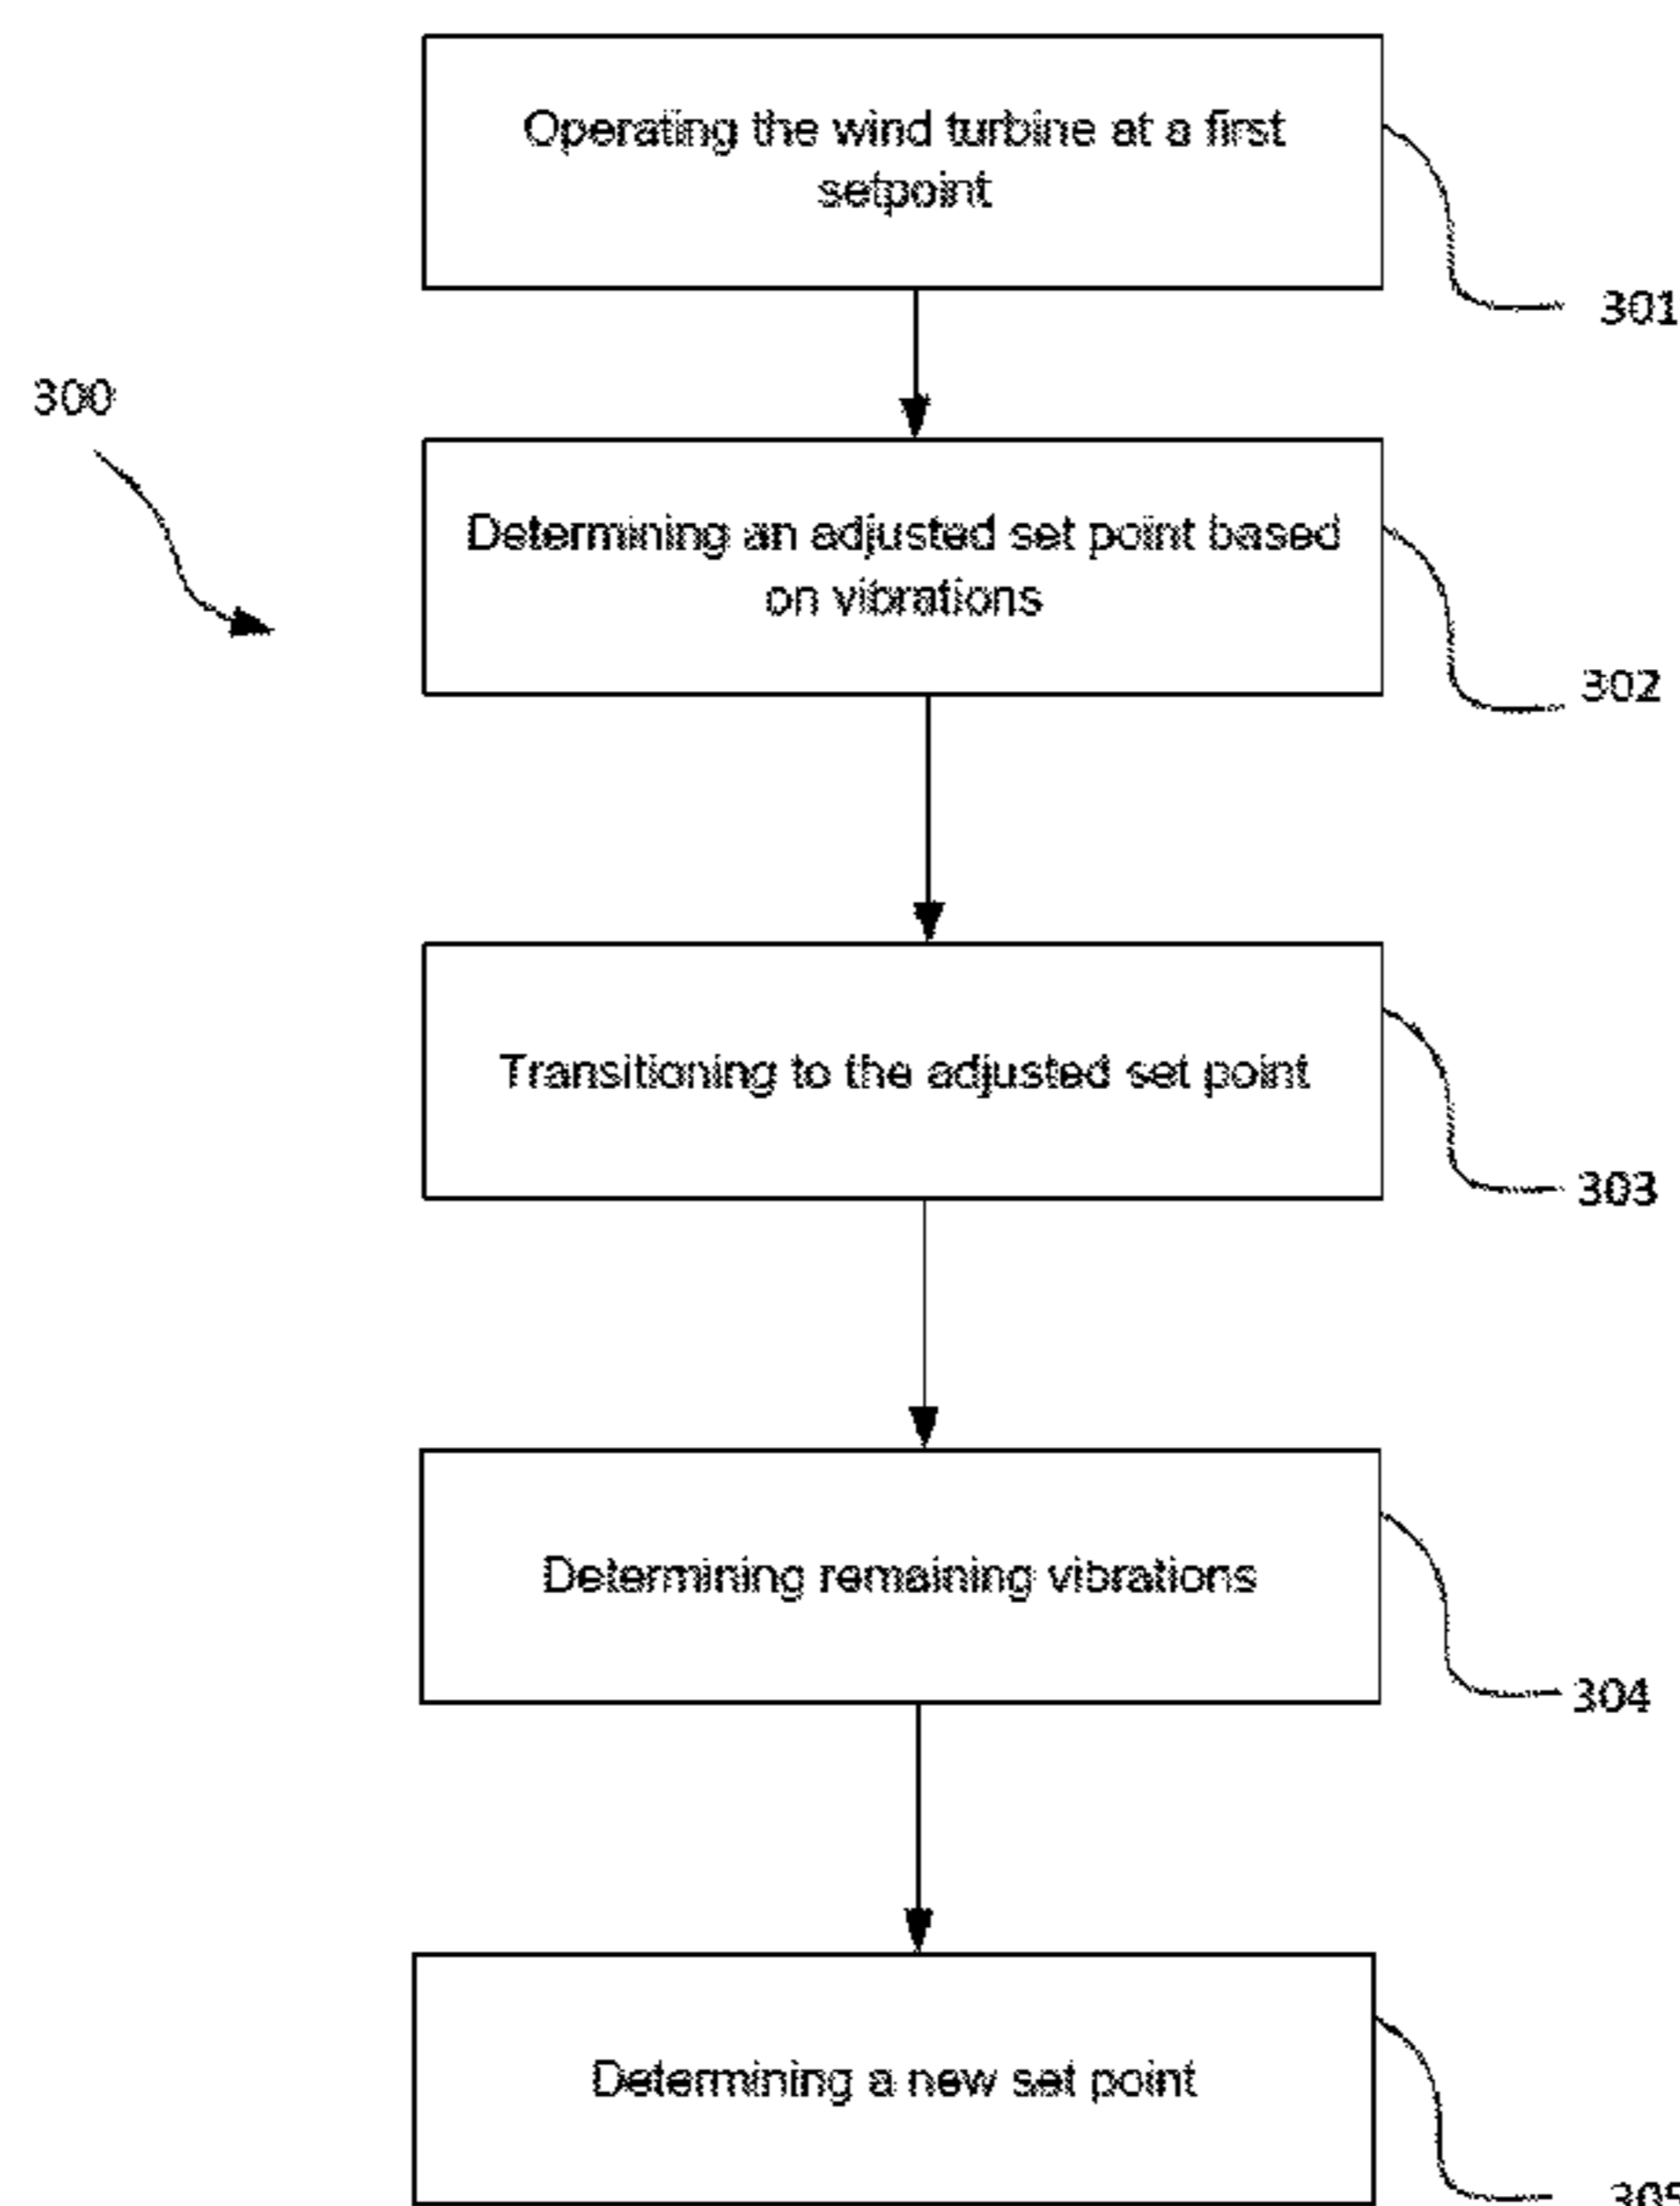 Operating the wind turbine at a first
setpoint
301
300
Determining an adjusted set point based
on vibrations
302
Transitioning to the adjusted set point
303
Determining remaining vibrations
304
Determining a new set point